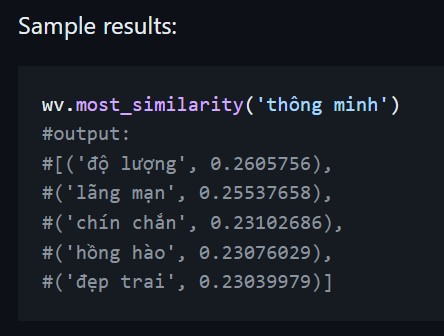 Sample results:
wv.most_similarity('thông minh')
#output:
#[('độ lượng', 0.2605756),
#('lãng mạn', 0.25537658),
#('chín chắn', 0.23102686),
#('hồng hào', 0.23076029),
#('đẹp trai', 0.23039979)]